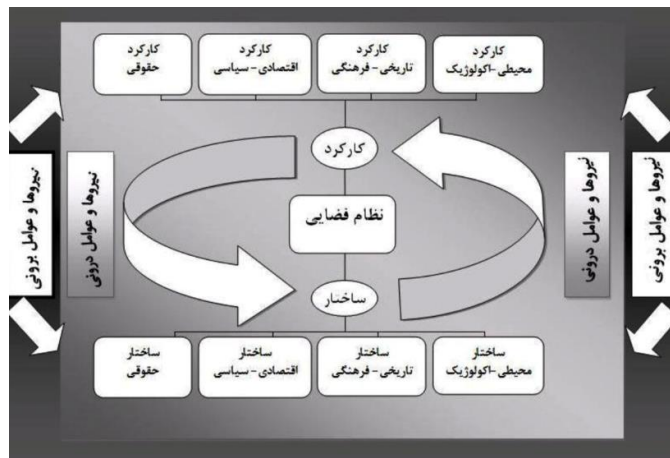 کارکرد
محیطی-اکولوژیک
کارکرد
تاریخی-فرهنگی
کارکرد
اقتصادی-سیاسی
کارکرد
حقوقی
کارکرد
نیروها و عوامل برونی
نیروها و عوامل درونی
نظام فضایی
نیروها و عوامل درونی
نیروها و عوامل برونی
ساختار
ساختار
محیطی-اکولوژیک
ساختار
تاریخی-فرهنگی
ساختار
اقتصادی-سیاسی
ساختار
حقوقی